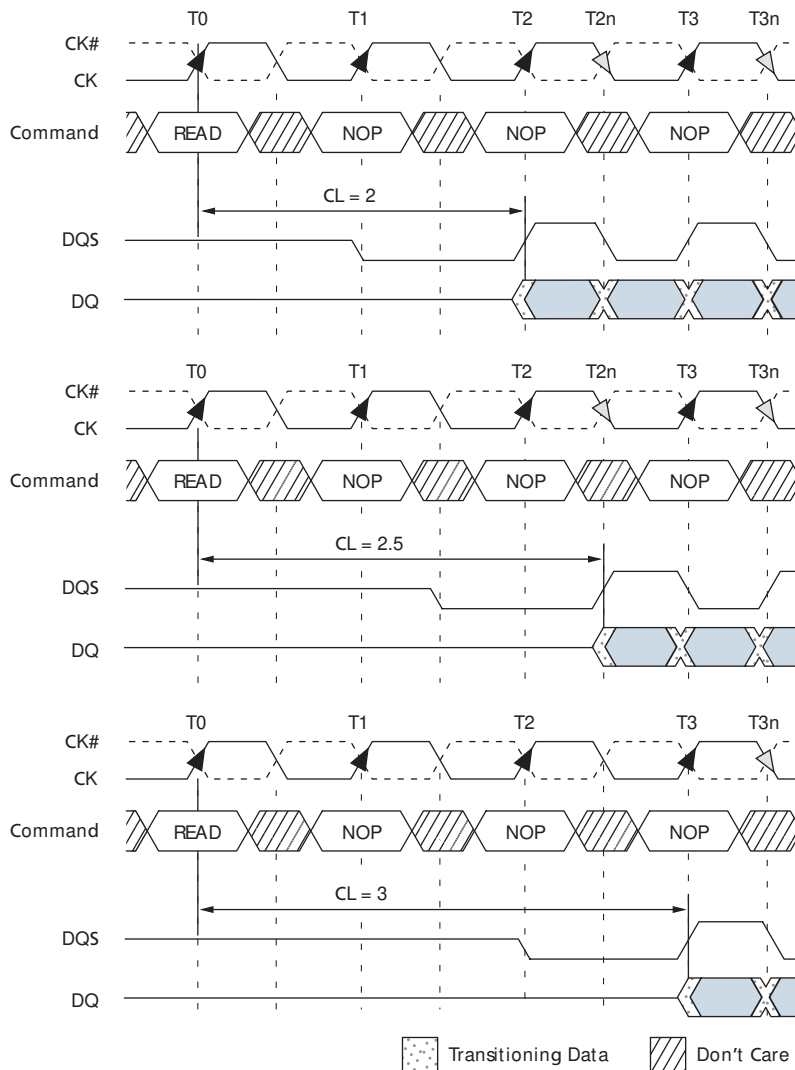 T0 T1 T2 T2n T3 T3n
CK#
CK
Command READ NOP NOP NOP
CL = 2
DQS
DQ
T0 T1 T2 T2n T3 T3n
CK#
CK
Command READ NOP NOP NOP
CL = 2.5
DQS
DQ
T0 T1 T2 T3 T3n
CK#
CK
Command READ NOP NOP NOP
CL = 3
DQS
DQ
Transitioning Data Don't Care